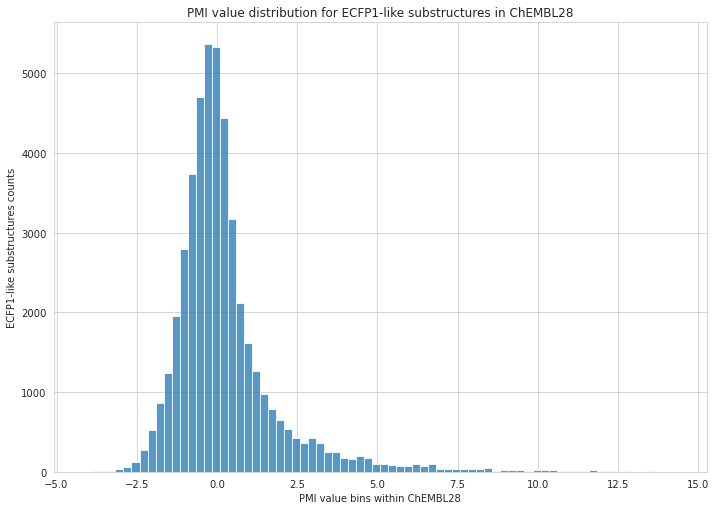 PMI value distribution for ECFP1-like substructures in ChEMBL28
ECFP1-like substructures counts
5000
4000
3000
2000
1000
0
−5.0 −2.5 0.0 2.5 5.0 7.5 10.0 12.5 15.0
PMI value bins within ChEMBL28